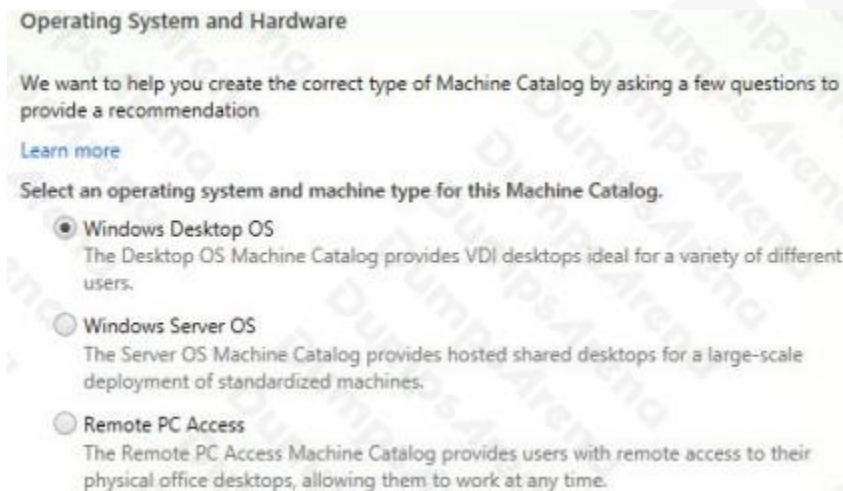 Operating System and Hardware
We want to help you create the correct type of Machine Catalog by asking a few questions to
provide a recommendation
Learn more
Select an operating system and machine type for this Machine Catalog.
Windows Desktop OS
The Desktop OS Machine Catalog provides VDI desktops ideal for a variety of different
users.
Windows Server OS
The Server OS Machine Catalog provides hosted shared desktops for a large-scale
deployment of standardized machines.
Remote PC Access
The Remote PC Access Machine Catalog provides users with remote access to their
physical office desktops, allowing them to work at any time.
DumpsArena